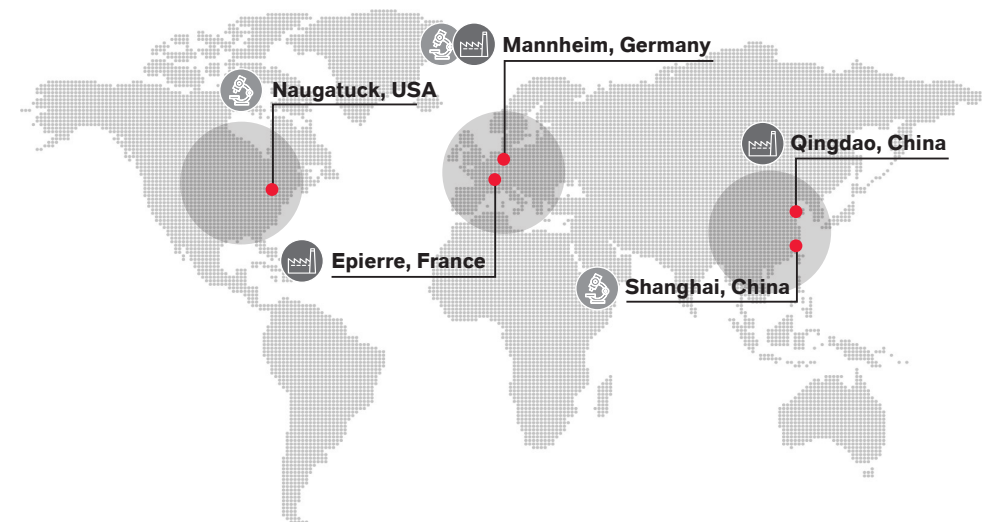 Mannheim, Germany
Naugatuck, USA
Qingdao, China
Epierre, France
Shanghai, China